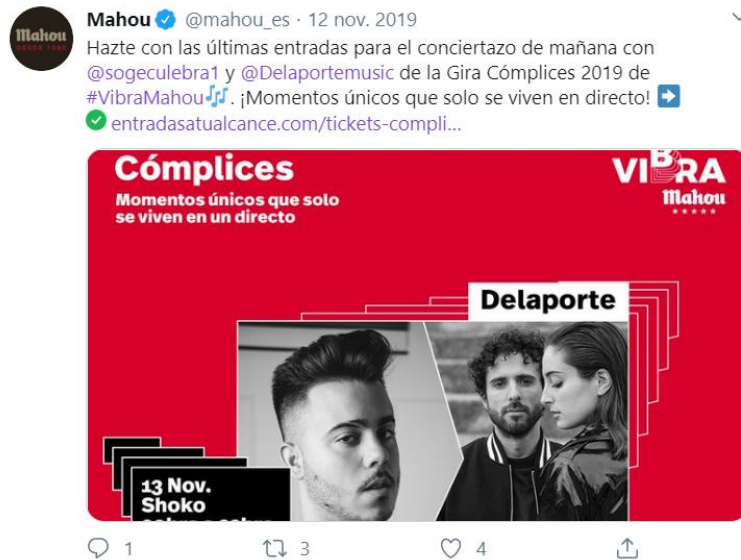 Mahou @mahou_es · 12 nov. 2019
Mahou
DESDE 1890
Hazte con las últimas entradas para el conciertazo de mañana con
@sogeculebra1 y @Delaportemusic de la Gira Cómplices 2019 de
#VibraMahou🎶. ¡Momentos únicos que solo se viven en directo! ➡️
✅ entradasatualcance.com/tickets-compli…
Cómplices
Momentos únicos que solo
se viven en un directo
VIBRA
Mahou
Delaporte
13 Nov.
Shoko
1 3 4